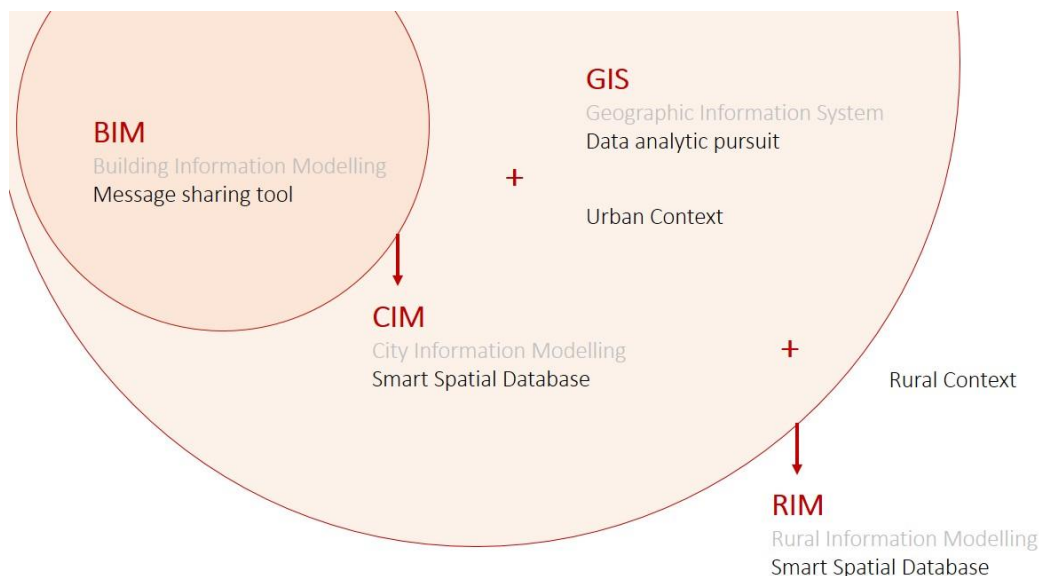 BIM
Building Information Modelling
Message sharing tool
+
GIS
Geographic Information System
Data analytic pursuit
Urban Context
CIM
City Information Modelling
Smart Spatial Database
+
Rural Context
RIM
Rural Information Modelling
Smart Spatial Database